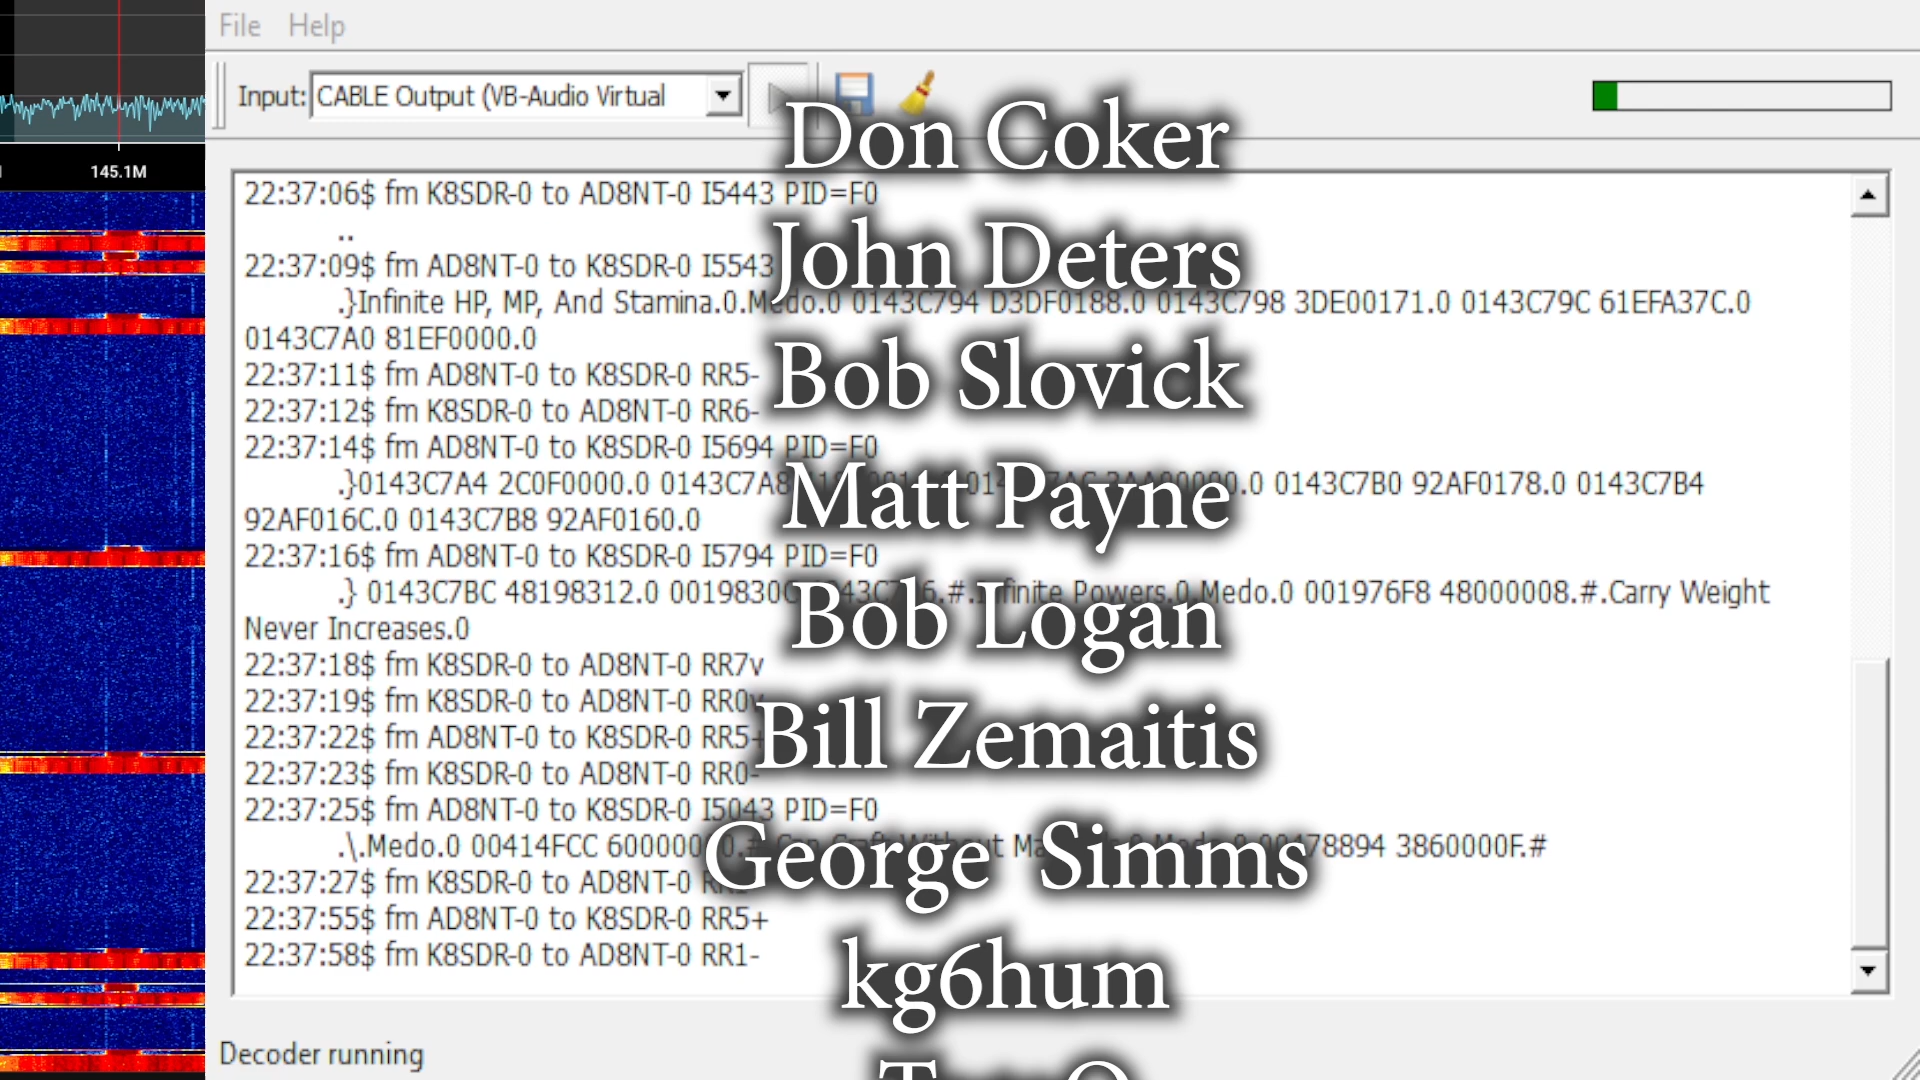 File Help
Input: CABLE Output (VB-Audio Virtual
145.1M
22:37:06$ fm K8SDR-0 to AD8NT-0 I5443 PID=F0
..
22:37:09$ fm AD8NT-0 to K8SDR-0 I5543
.}Infinite HP, MP, And Stamina.0.Medo.0 0143C794 D3DF0188.0 0143C798 3DE00171.0 0143C79C 61EFA37C.0
0143C7A0 81EF0000.0
22:37:11$ fm AD8NT-0 to K8SDR-0 RR5-
22:37:12$ fm K8SDR-0 to AD8NT-0 RR6-
22:37:14$ fm AD8NT-0 to K8SDR-0 I5694 PID=F0
.}0143C7A4 2C0F0000.0 0143C7A8 0143C7B0 92AF0178.0 0143C7B4
92AF016C.0 0143C7B8 92AF0160.0
22:37:16$ fm AD8NT-0 to K8SDR-0 I5794 PID=F0
.} 0143C7BC 48198312.0 Infinite Powers.0.Medo.0 001976F8 48000008.#.Carry Weight
Never Increases.0
22:37:18$ fm K8SDR-0 to AD8NT-0 RR7v
22:37:19$ fm K8SDR-0 to AD8NT-0 RR0v
22:37:22$ fm AD8NT-0 to K8SDR-0 RR5+
22:37:23$ fm K8SDR-0 to AD8NT-0 RR0-
22:37:25$ fm AD8NT-0 to K8SDR-0 I5043 PID=F0
.\.Medo.0 00414FCC Without 3860000F.#
22:37:27$ fm K8SDR-0 to AD8NT-0
22:37:55$ fm AD8NT-0 to K8SDR-0 RR5+
22:37:58$ fm K8SDR-0 to AD8NT-0 RR1-
Decoder running
Don Coker
John Deters
Bob Slovick
Matt Payne
Bob Logan
Bill Zemaitis
George Simms
kg6hum